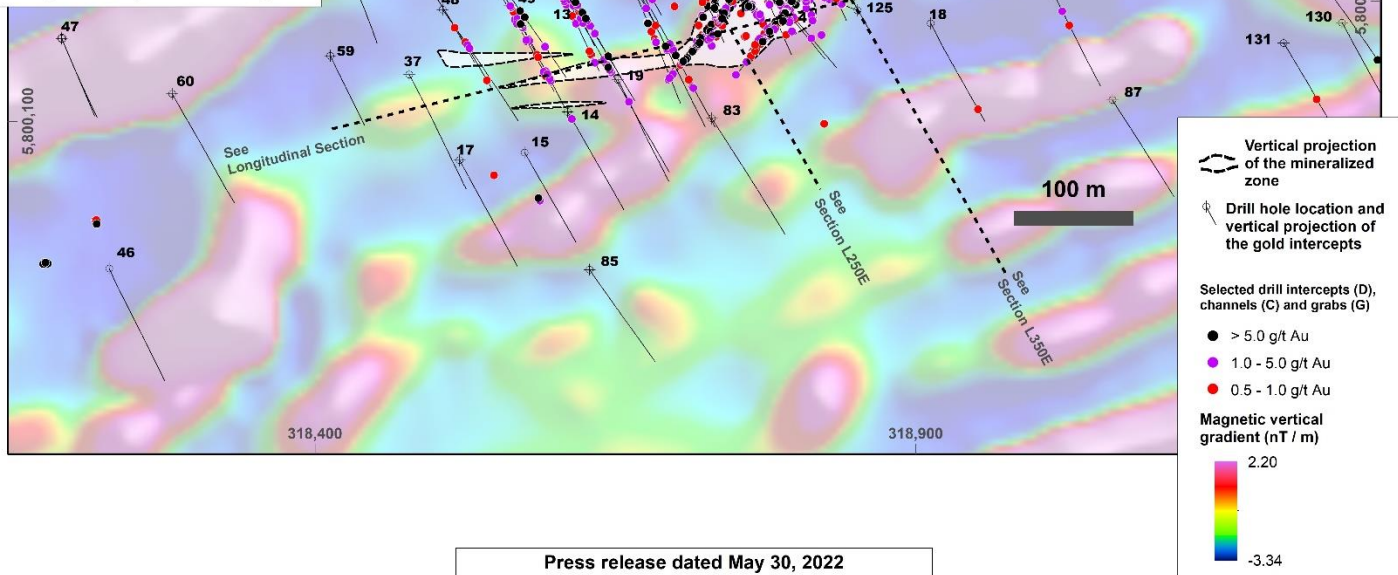 47
48
13
125
18
130
131
59
37
60
19
87
83
14
15
17
46
85
5,800,100
5,800
See
Longitudinal Section
See
Section L250E
See
Section L350E
100 m
318,400
318,900
Vertical projection
of the mineralized
zone
Drill hole location and
vertical projection of
the gold intercepts
Selected drill intercepts (D),
channels (C) and grabs (G)
> 5.0 g/t Au
1.0 - 5.0 g/t Au
0.5 - 1.0 g/t Au
Magnetic vertical
gradient (nT / m)
2.20
-3.34
Press release dated May 30, 2022